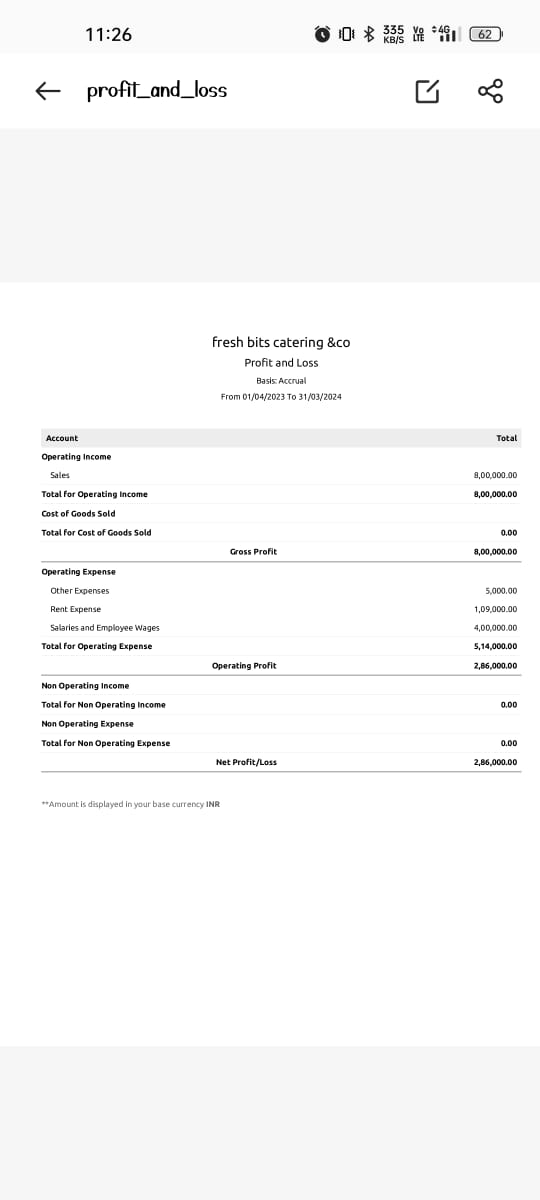 11:26
335 KB/S Vo LTE 4G 62
profit_and_loss
fresh bits catering &co
Profit and Loss
Basis: Accrual
From 01/04/2023 To 31/03/2024
Account Total
Operating Income
Sales 8,00,000.00
Total for Operating Income 8,00,000.00
Cost of Goods Sold
Total for Cost of Goods Sold 0.00
Gross Profit 8,00,000.00
Operating Expense
Other Expenses 5,000.00
Rent Expense 1,09,000.00
Salaries and Employee Wages 4,00,000.00
Total for Operating Expense 5,14,000.00
Operating Profit 2,86,000.00
Non Operating Income
Total for Non Operating Income 0.00
Non Operating Expense
Total for Non Operating Expense 0.00
Net Profit/Loss 2,86,000.00
**Amount is displayed in your base currency INR